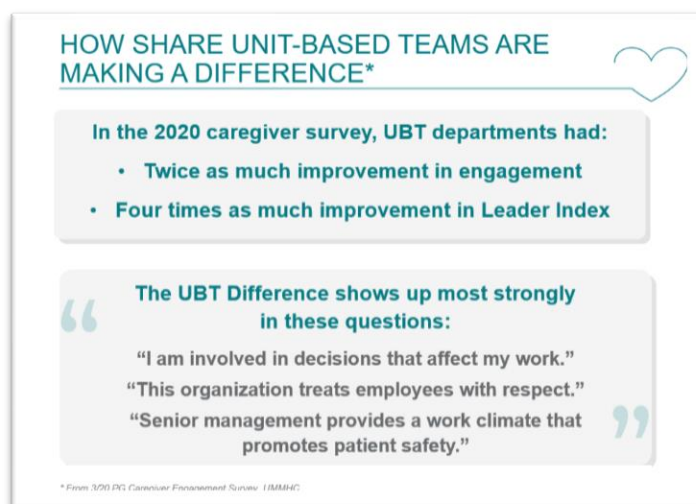 HOW SHARE UNIT-BASED TEAMS ARE
MAKING A DIFFERENCE*
In the 2020 caregiver survey, UBT departments had:
• Twice as much improvement in engagement
• Four times as much improvement in Leader Index
The UBT Difference shows up most strongly
in these questions:
“I am involved in decisions that affect my work.”
“This organization treats employees with respect.”
“Senior management provides a work climate that
promotes patient safety.”
* From 3/20 PG Caregiver Engagement Survey, UMMHC